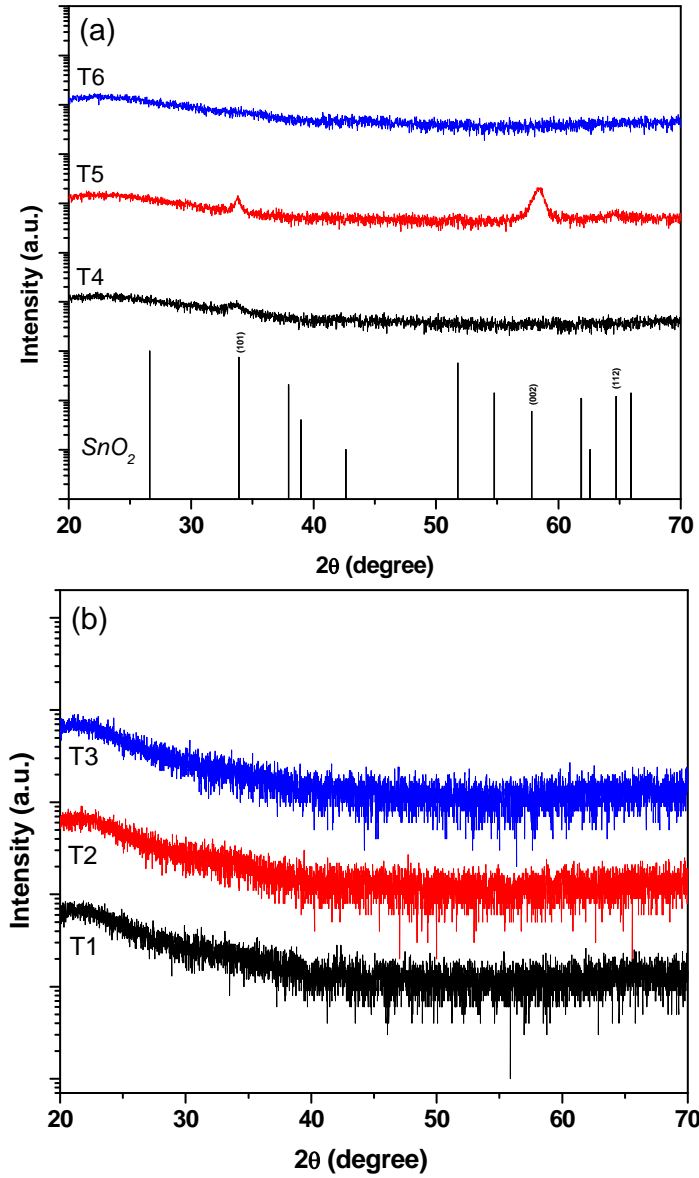 (a)
T6
T5
T4
(101)
(112)
(002)
SnO₂
Intensity (a.u.)
20 30 40 50 60 70
2θ (degree)
(b)
T3
T2
T1
Intensity (a.u.)
20 30 40 50 60 70
2θ (degree)